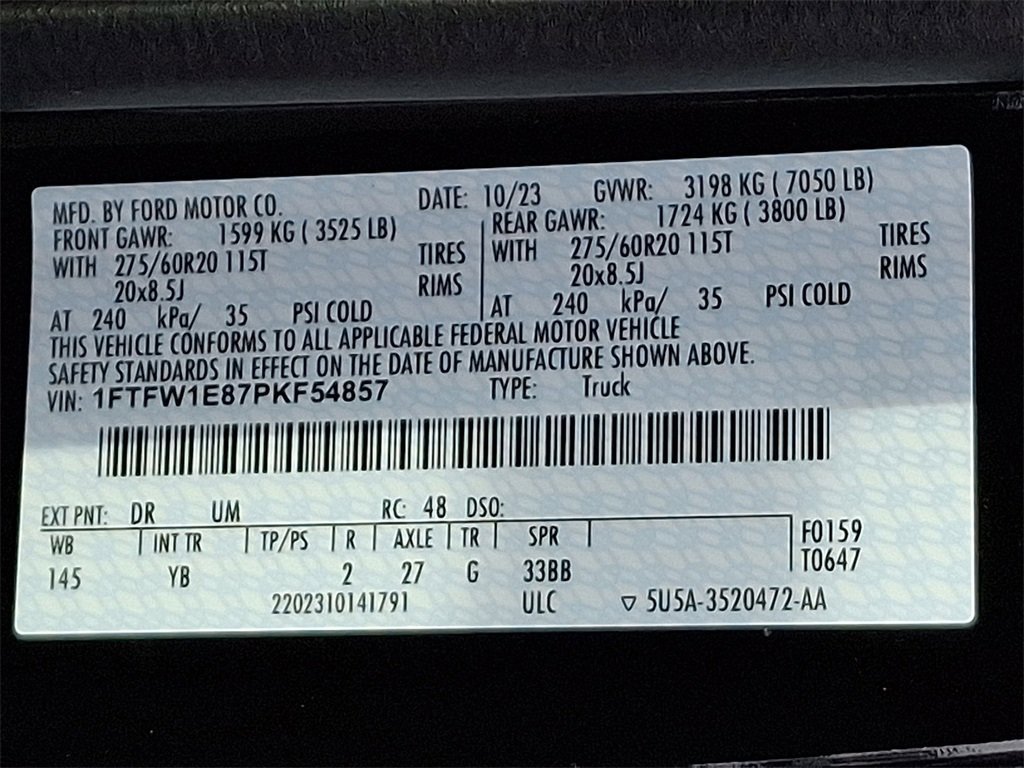 MFD. BY FORD MOTOR CO. DATE: 10/23 GVWR: 3198 KG ( 7050 LB)
FRONT GAWR: 1599 KG ( 3525 LB)
WITH 275/60R20 115T TIRES
20x8.5J RIMS
AT 240 kPa/ 35 PSI COLD
REAR GAWR: 1724 KG ( 3800 LB)
WITH 275/60R20 115T TIRES
20x8.5J RIMS
AT 240 kPa/ 35 PSI COLD
THIS VEHICLE CONFORMS TO ALL APPLICABLE FEDERAL MOTOR VEHICLE
SAFETY STANDARDS IN EFFECT ON THE DATE OF MANUFACTURE SHOWN ABOVE.
VIN: 1FTFW1E87PKF54857 TYPE: Truck
EXT PNT: DR UM RC: 48 DSO:
WB INT TR TP/PS R AXLE TR SPR F0159
145 YB 2 27 G 33BB T0647
2202310141791 ULC ▽ 5U5A-3520472-AA